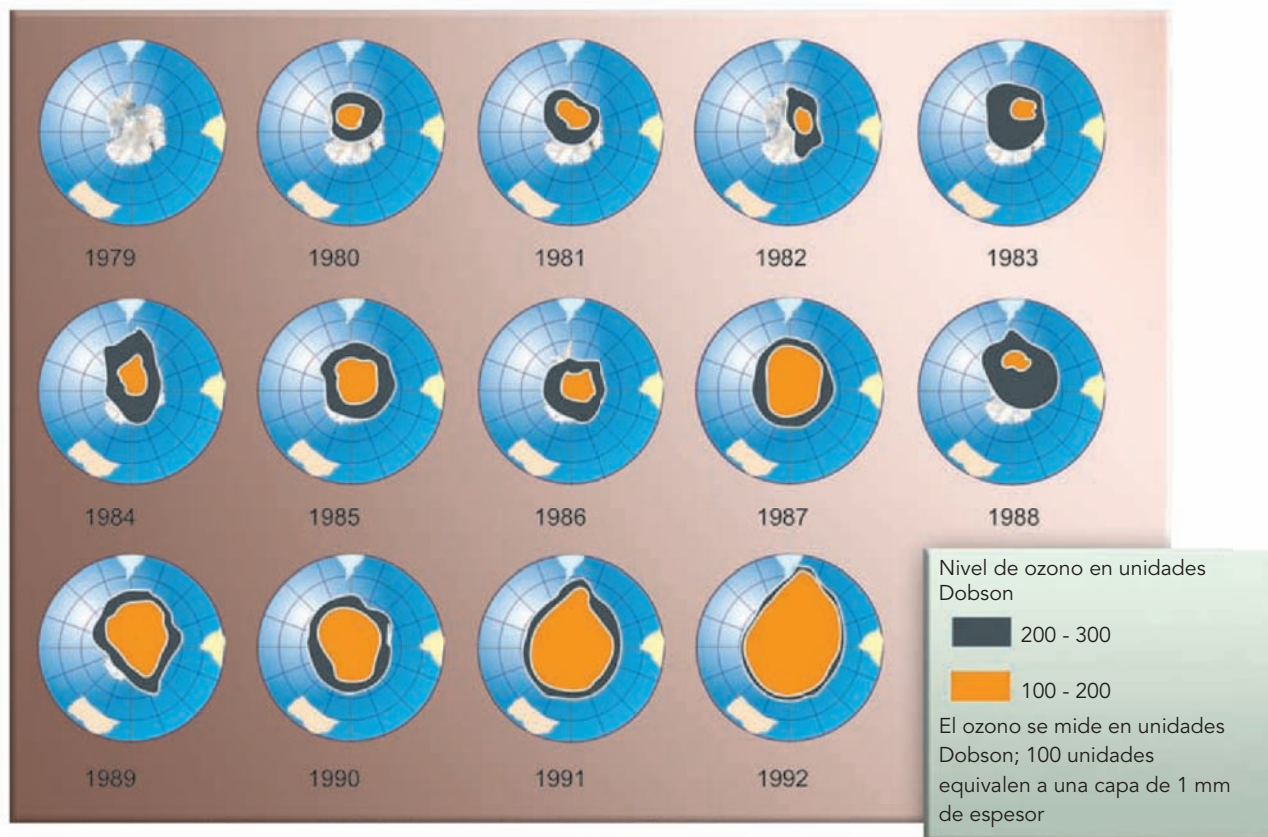 1979
1980
1981
1982
1983
1984
1985
1986
1987
1988
1989
1990
1991
1992
Nivel de ozono en unidades
Dobson
200 - 300
100 - 200
El ozono se mide en unidades
Dobson; 100 unidades
equivalen a una capa de 1 mm
de espesor